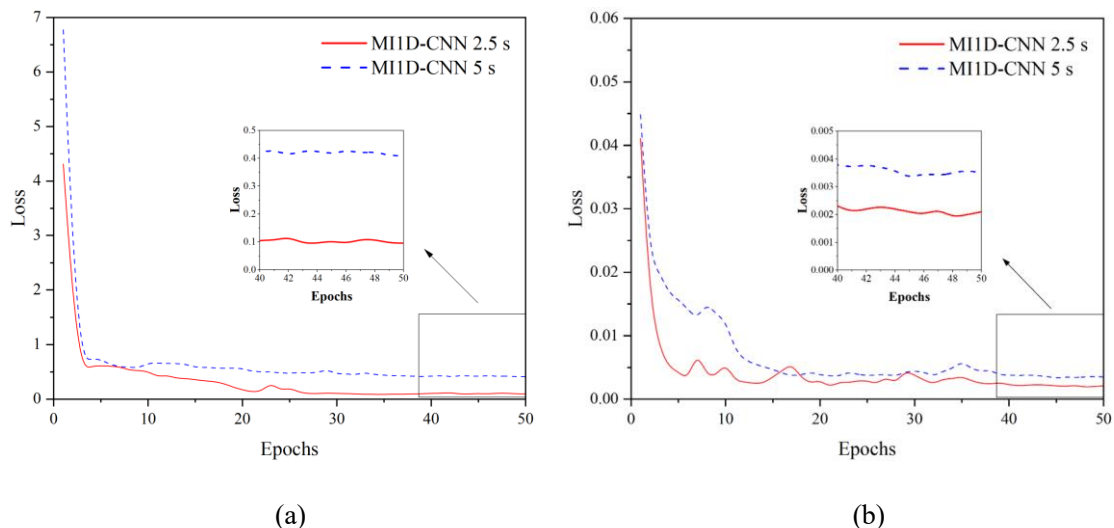 7
6
5
4
3
2
1
0
0 10 20 30 40 50
Loss
Epochs
MI1D-CNN 2.5 s
MI1D-CNN 5 s
0.5
0.4
0.3
0.2
0.1
0.0
40 42 44 46 48 50
Loss
Epochs
(a)
0.06
0.05
0.04
0.03
0.02
0.01
0.00
0 10 20 30 40 50
Loss
Epochs
MI1D-CNN 2.5 s
MI1D-CNN 5 s
0.005
0.004
0.003
0.002
0.001
0.000
40 42 44 46 48 50
Loss
Epochs
(b)